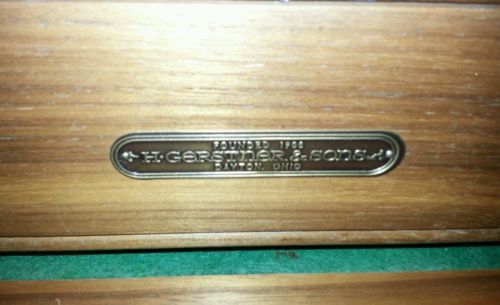 FOUNDED 1906
H. GERSTNER & SONS
DAYTON, OHIO